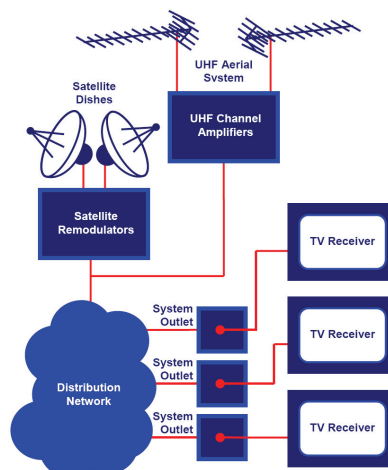 UHF Aerial
System
Satellite
Dishes
UHF Channel
Amplifiers
Satellite
Remodulators
TV Receiver
System
Outlet
TV Receiver
System
Outlet
Distribution
Network
System
Outlet
TV Receiver